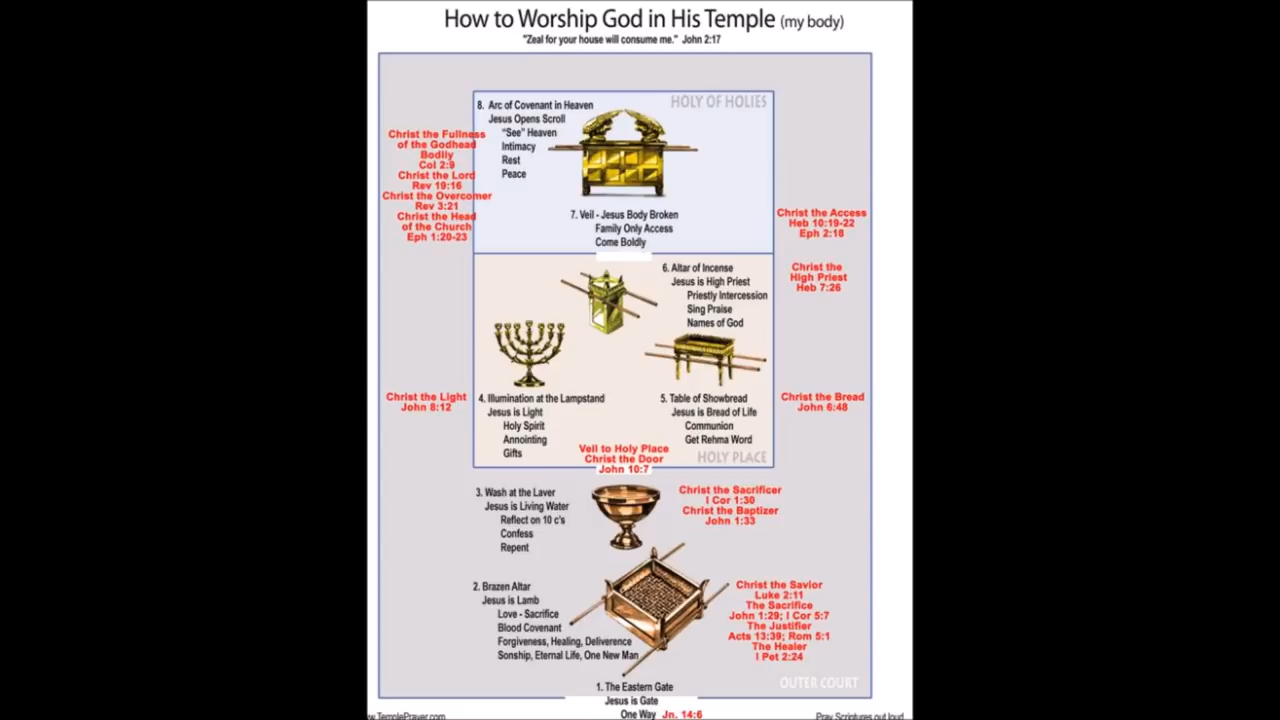 How to Worship God in His Temple (my body)
"Zeal for your house will consume me." John 2:17
HOLY OF HOLIES
8. Arc of Covenant in Heaven
Jesus Opens Scroll
"See" Heaven
Intimacy
Rest
Peace
Christ the Fullness
of the Godhead
Bodily
Col 2:9
Christ the Lord
Rev 19:16
Christ the Overcomer
Rev 3:21
Christ the Head
of the Church
Eph 1:20-23
7. Veil - Jesus Body Broken
Family Only Access
Come Boldly
Christ the Access
Heb 10:19-22
Eph 2:18
6. Altar of Incense
Jesus is High Priest
Priestly Intercession
Sing Praise
Names of God
Christ the
High Priest
Heb 7:26
Christ the Light
John 8:12
4. Illumination at the Lampstand
Jesus is Light
Holy Spirit
Annointing
Gifts
5. Table of Showbread
Jesus is Bread of Life
Communion
Get Rehma Word
Christ the Bread
John 6:48
Veil to Holy Place
Christ the Door
John 10:7
HOLY PLACE
3. Wash at the Laver
Jesus is Living Water
Reflect on 10 c's
Confess
Repent
Christ the Sacrificer
I Cor 1:30
Christ the Baptizer
John 1:33
2. Brazen Altar
Jesus is Lamb
Love - Sacrifice
Blood Covenant
Forgiveness, Healing, Deliverence
Sonship, Eternal Life, One New Man
Christ the Savior
Luke 2:11
The Sacrifice
John 1:29; I Cor 5:7
The Justifier
Acts 13:39; Rom 5:1
The Healer
I Pet 2:24
OUTER COURT
1. The Eastern Gate
Jesus is Gate
One Way Jn. 14:6
w.TemplePrayer.com
Pray Scriptures out loud